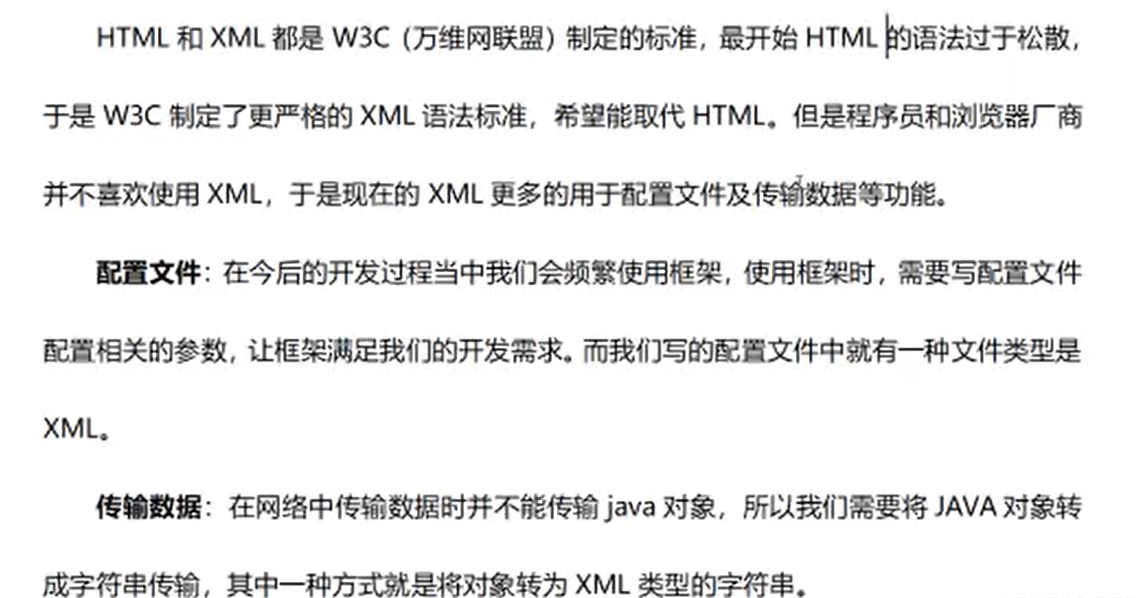 HTML 和 XML 都是 W3C（万维网联盟）制定的标准，最开始 HTML 的语法过于松散，
于是 W3C 制定了更严格的 XML 语法标准，希望能取代 HTML。但是程序员和浏览器厂商
并不喜欢使用 XML，于是现在的 XML 更多的用于配置文件及传输数据等功能。
配置文件：在今后的开发过程当中我们会频繁使用框架，使用框架时，需要写配置文件
配置相关的参数，让框架满足我们的开发需求。而我们写的配置文件中就有一种文件类型是
XML。
传输数据：在网络中传输数据时并不能传输 java 对象，所以我们需要将 JAVA 对象转
成字符串传输，其中一种方式就是将对象转为 XML 类型的字符串。